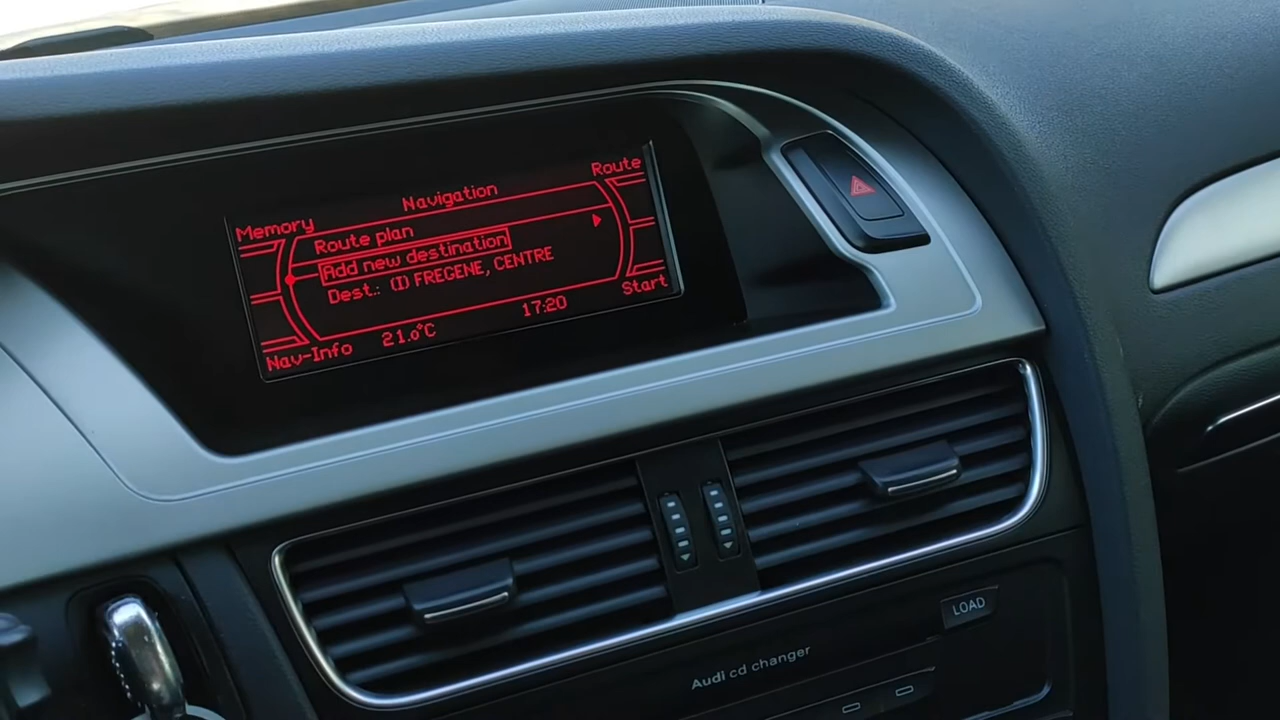 Navigation
Route
Memory
Route plan
Add new destination
Dest.: (I) FREGENE, CENTRE
Nav-Info
21.0°C
17:20
Start
LOAD
Audi cd changer